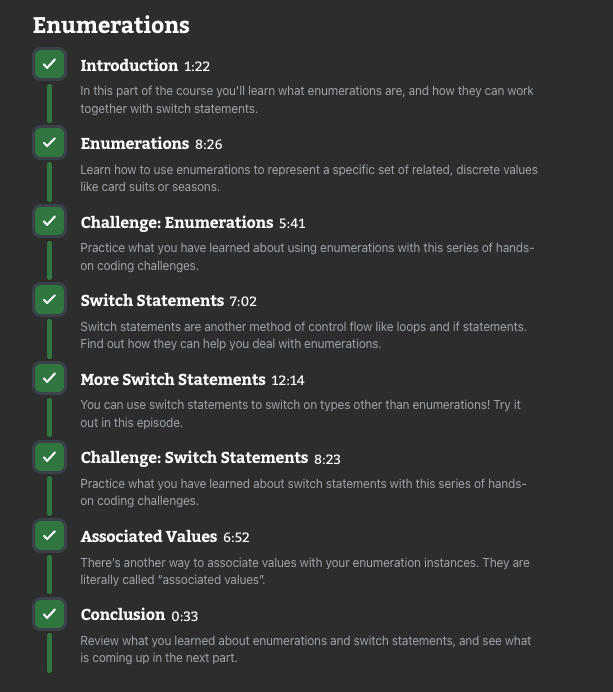 Enumerations
Introduction 1:22
In this part of the course you'll learn what enumerations are, and how they can work
together with switch statements.
Enumerations 8:26
Learn how to use enumerations to represent a specific set of related, discrete values
like card suits or seasons.
Challenge: Enumerations 5:41
Practice what you have learned about using enumerations with this series of hands-
on coding challenges.
Switch Statements 7:02
Switch statements are another method of control flow like loops and if statements.
Find out how they can help you deal with enumerations.
More Switch Statements 12:14
You can use switch statements to switch on types other than enumerations! Try it
out in this episode.
Challenge: Switch Statements 8:23
Practice what you have learned about switch statements with this series of hands-
on coding challenges.
Associated Values 6:52
There's another way to associate values with your enumeration instances. They are
literally called “associated values”.
Conclusion 0:33
Review what you learned about enumerations and switch statements, and see what
is coming up in the next part.